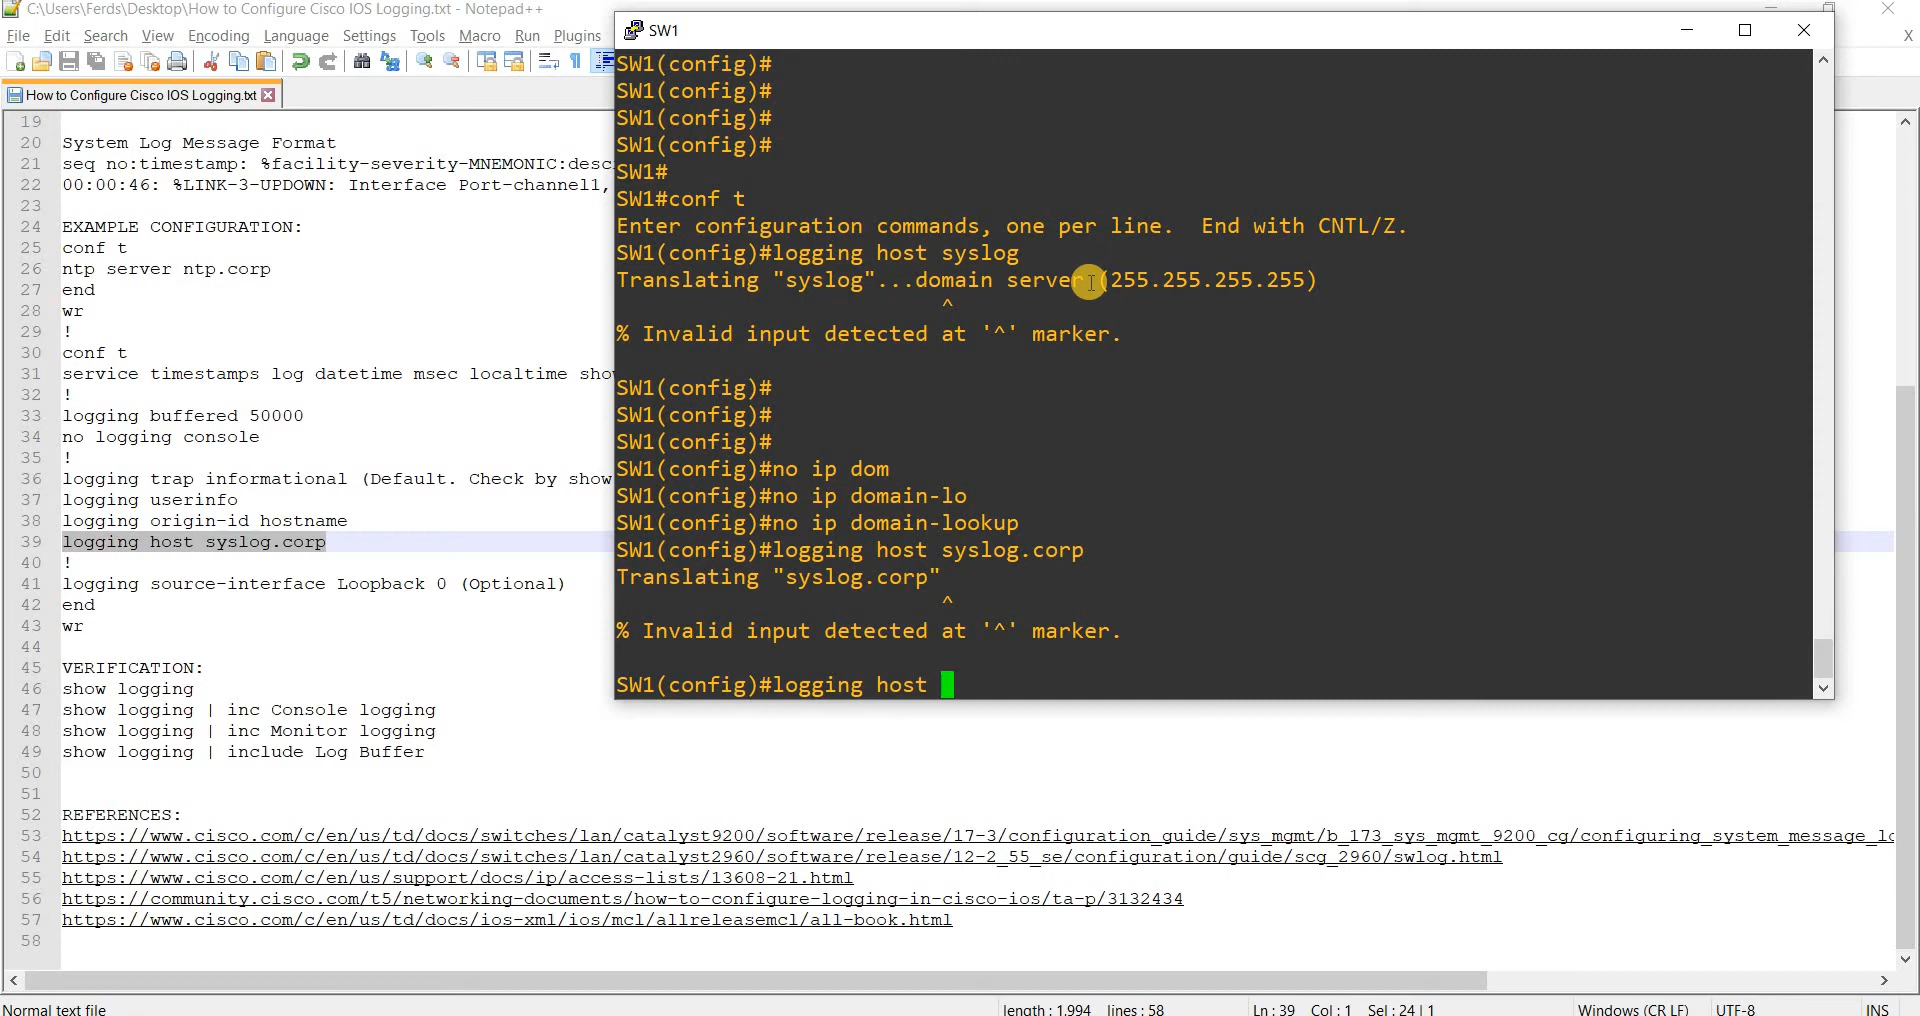 C:\Users\Ferds\Desktop\How to Configure Cisco IOS Logging.txt - Notepad++
File Edit Search View Encoding Language Settings Tools Macro Run Plugins
X
How to Configure Cisco IOS Logging.txt
19
20 System Log Message Format
21 seq no:timestamp: %facility-severity-MNEMONIC:desc
22 00:00:46: %LINK-3-UPDOWN: Interface Port-channel1,
23
24 EXAMPLE CONFIGURATION:
25 conf t
26 ntp server ntp.corp
27 end
28 wr
29 !
30 conf t
31 service timestamps log datetime msec localtime sho
32 !
33 logging buffered 50000
34 no logging console
35 !
36 logging trap informational (Default. Check by show
37 logging userinfo
38 logging origin-id hostname
39 logging host syslog.corp
40 !
41 logging source-interface Loopback 0 (Optional)
42 end
43 wr
44
45 VERIFICATION:
46 show logging
47 show logging | inc Console logging
48 show logging | inc Monitor logging
49 show logging | include Log Buffer
50
51
52 REFERENCES:
53 https://www.cisco.com/c/en/us/td/docs/switches/lan/catalyst9200/software/release/17-3/configuration_guide/sys_mgmt/b_173_sys_mgmt_9200_cg/configuring_system_message_lo
54 https://www.cisco.com/c/en/us/td/docs/switches/lan/catalyst2960/software/release/12-2_55_se/configuration/guide/scg_2960/swlog.html
55 https://www.cisco.com/c/en/us/support/docs/ip/access-lists/13608-21.html
56 https://community.cisco.com/t5/networking-documents/how-to-configure-logging-in-cisco-ios/ta-p/3132434
57 https://www.cisco.com/c/en/us/td/docs/ios-xml/ios/mcl/allreleasemcl/all-book.html
58
SW1
SW1(config)#
SW1(config)#
SW1(config)#
SW1(config)#
SW1#
SW1#conf t
Enter configuration commands, one per line.  End with CNTL/Z.
SW1(config)#logging host syslog
Translating "syslog"...domain server (255.255.255.255)
^
% Invalid input detected at '^' marker.
SW1(config)#
SW1(config)#
SW1(config)#
SW1(config)#no ip dom
SW1(config)#no ip domain-lo
SW1(config)#no ip domain-lookup
SW1(config)#logging host syslog.corp
Translating "syslog.corp"
^
% Invalid input detected at '^' marker.
SW1(config)#logging host
Normal text file length : 1,994 lines : 58 Ln : 39 Col : 1 Sel : 24 | 1 Windows (CR LF) UTF-8 INS